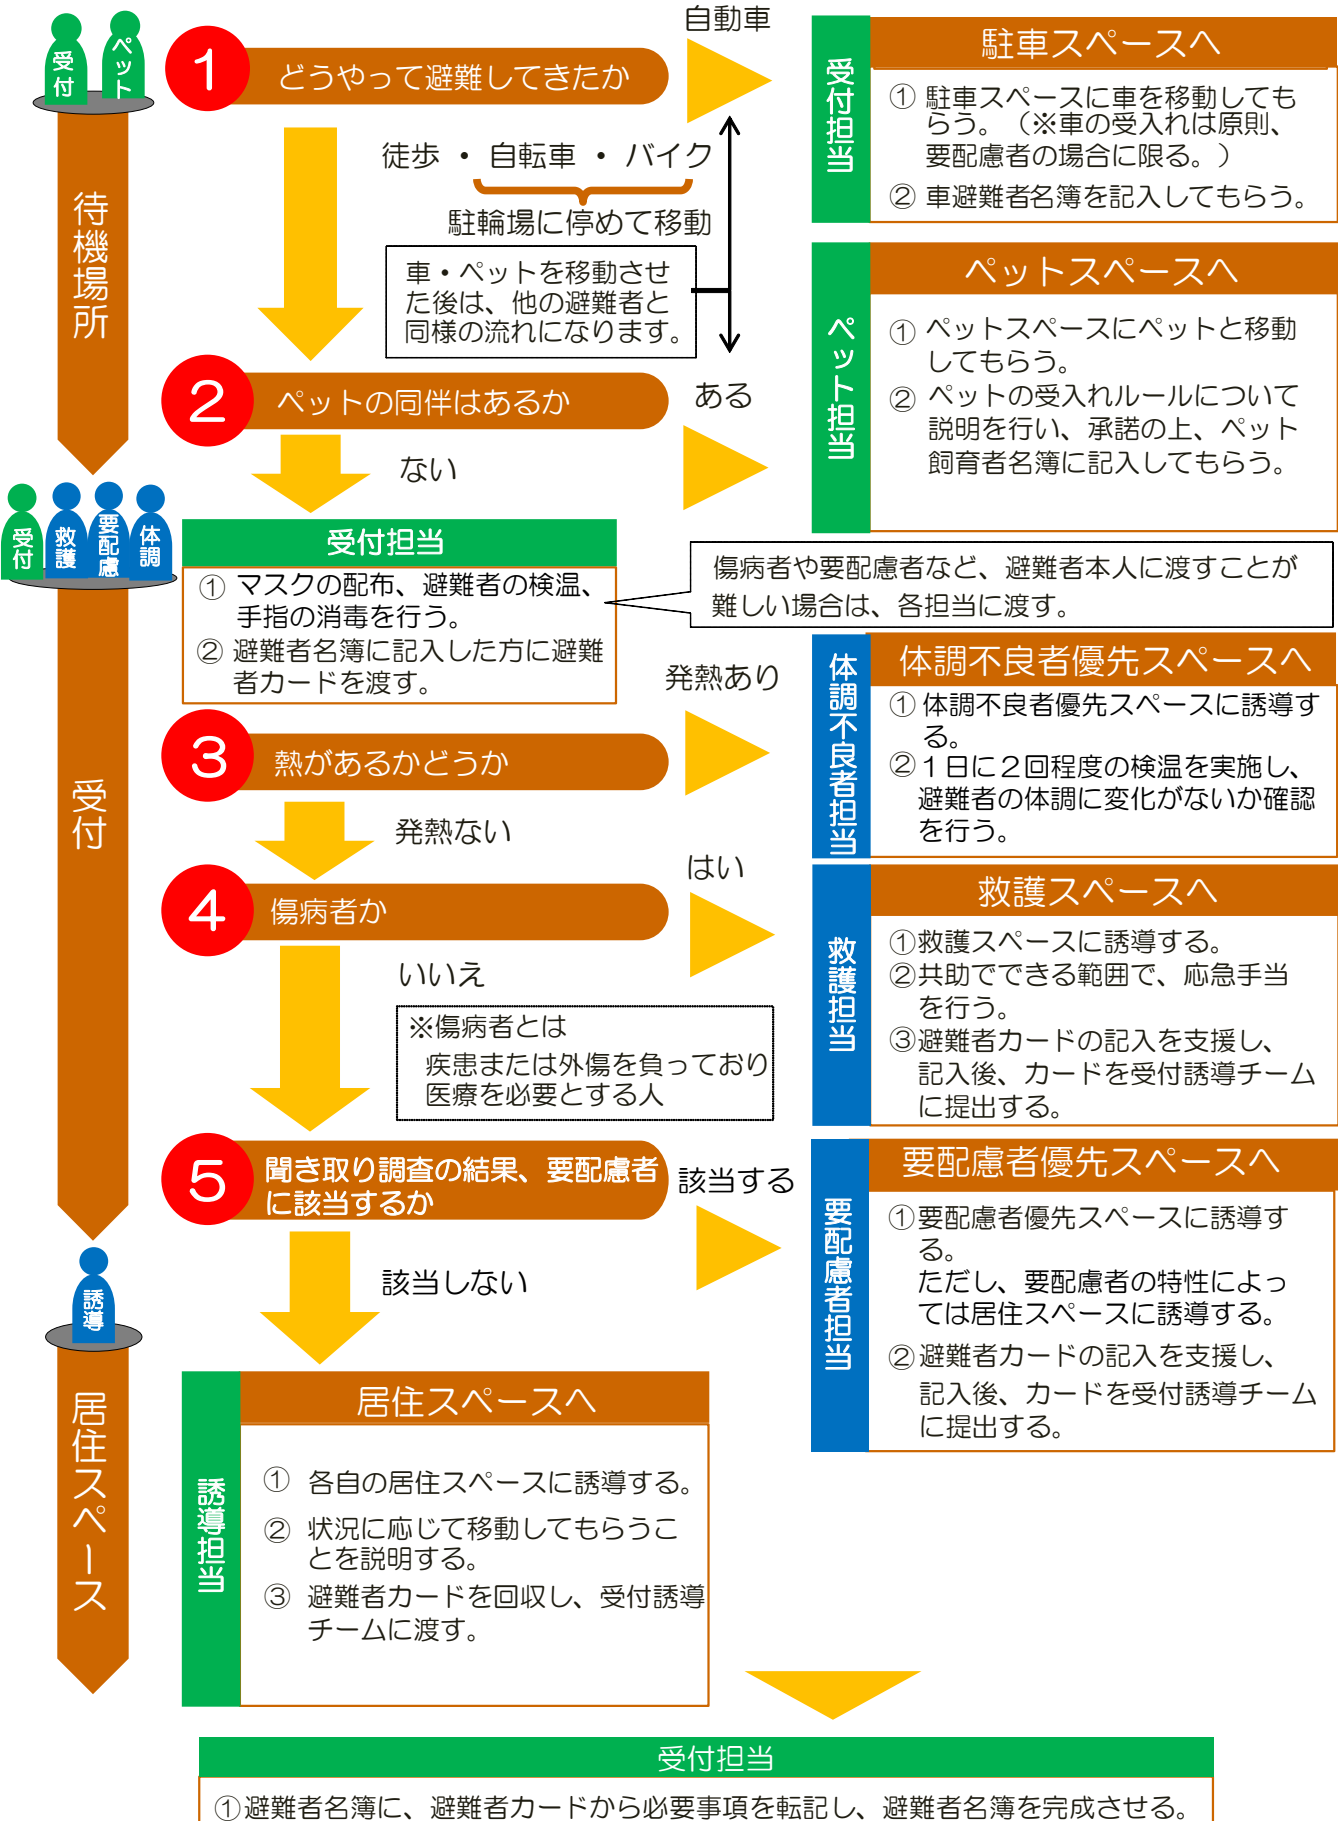 受付
ペット
1
どうやって避難してきたか
自動車
受付担当
駐車スペースへ
① 駐車スペースに車を移動しても
らう。（※車の受入れは原則、
要配慮者の場合に限る。）
② 車避難者名簿を記入してもらう。
待機場所
徒歩 ・ 自転車 ・ バイク
駐輪場に停めて移動
車・ペットを移動させ
た後は、他の避難者と
同様の流れになります。
ペット担当
ペットスペースへ
① ペットスペースにペットと移動
してもらう。
② ペットの受入れルールについて
説明を行い、承諾の上、ペット
飼育者名簿に記入してもらう。
2
ペットの同伴はあるか
ある
ない
受付
救護
要配慮
体調
受付担当
① マスクの配布、避難者の検温、
手指の消毒を行う。
② 避難者名簿に記入した方に避難
者カードを渡す。
傷病者や要配慮者など、避難者本人に渡すことが
難しい場合は、各担当に渡す。
受付
3
熱があるかどうか
発熱あり
体調不良者担当
体調不良者優先スペースへ
① 体調不良者優先スペースに誘導す
る。
② １日に２回程度の検温を実施し、
避難者の体調に変化がないか確認
を行う。
発熱ない
4
傷病者か
はい
救護担当
救護スペースへ
①救護スペースに誘導する。
②共助でできる範囲で、応急手当
を行う。
③避難者カードの記入を支援し、
記入後、カードを受付誘導チーム
に提出する。
いいえ
※傷病者とは
疾患または外傷を負っており
医療を必要とする人
5
聞き取り調査の結果、要配慮者
に該当するか
該当する
要配慮者担当
要配慮者優先スペースへ
①要配慮者優先スペースに誘導す
る。
ただし、要配慮者の特性によっ
ては居住スペースに誘導する。
②避難者カードの記入を支援し、
記入後、カードを受付誘導チーム
に提出する。
該当しない
誘導
居住スペース
誘導担当
居住スペースへ
① 各自の居住スペースに誘導する。
② 状況に応じて移動してもらうこ
とを説明する。
③ 避難者カードを回収し、受付誘導
チームに渡す。
受付担当
①避難者名簿に、避難者カードから必要事項を転記し、避難者名簿を完成させる。